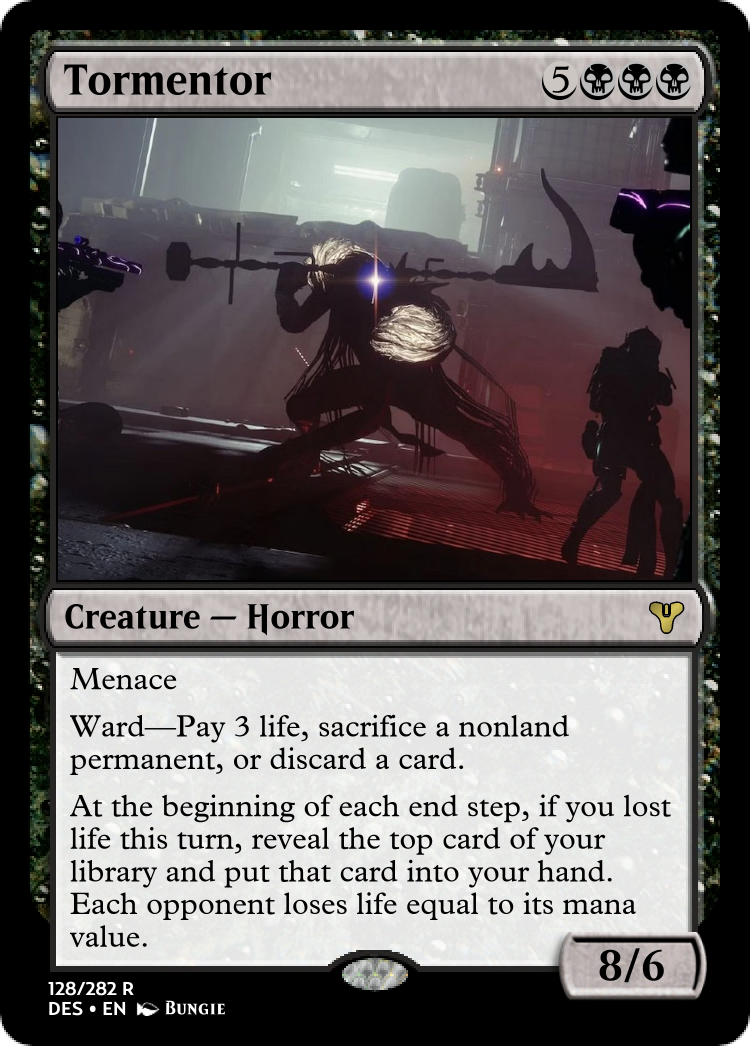 Tormentor 5
Creature — Horror
Menace
Ward—Pay 3 life, sacrifice a nonland
permanent, or discard a card.
At the beginning of each end step, if you lost
life this turn, reveal the top card of your
library and put that card into your hand.
Each opponent loses life equal to its mana
value.
8/6
128/282 R
DES • EN BUNGIE